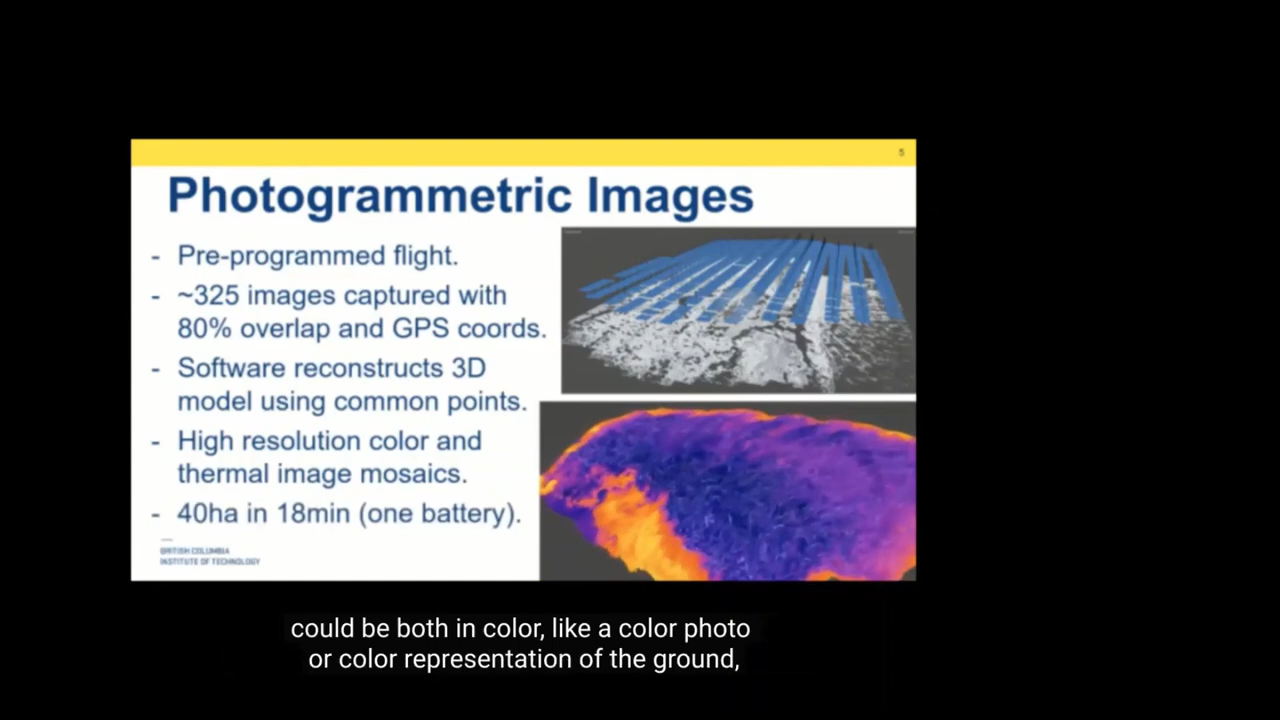 5
Photogrammetric Images
- Pre-programmed flight.
- ~325 images captured with
80% overlap and GPS coords.
- Software reconstructs 3D
model using common points.
- High resolution color and
thermal image mosaics.
- 40ha in 18min (one battery).
BRITISH COLUMBIA
INSTITUTE OF TECHNOLOGY
could be both in color, like a color photo
or color representation of the ground,